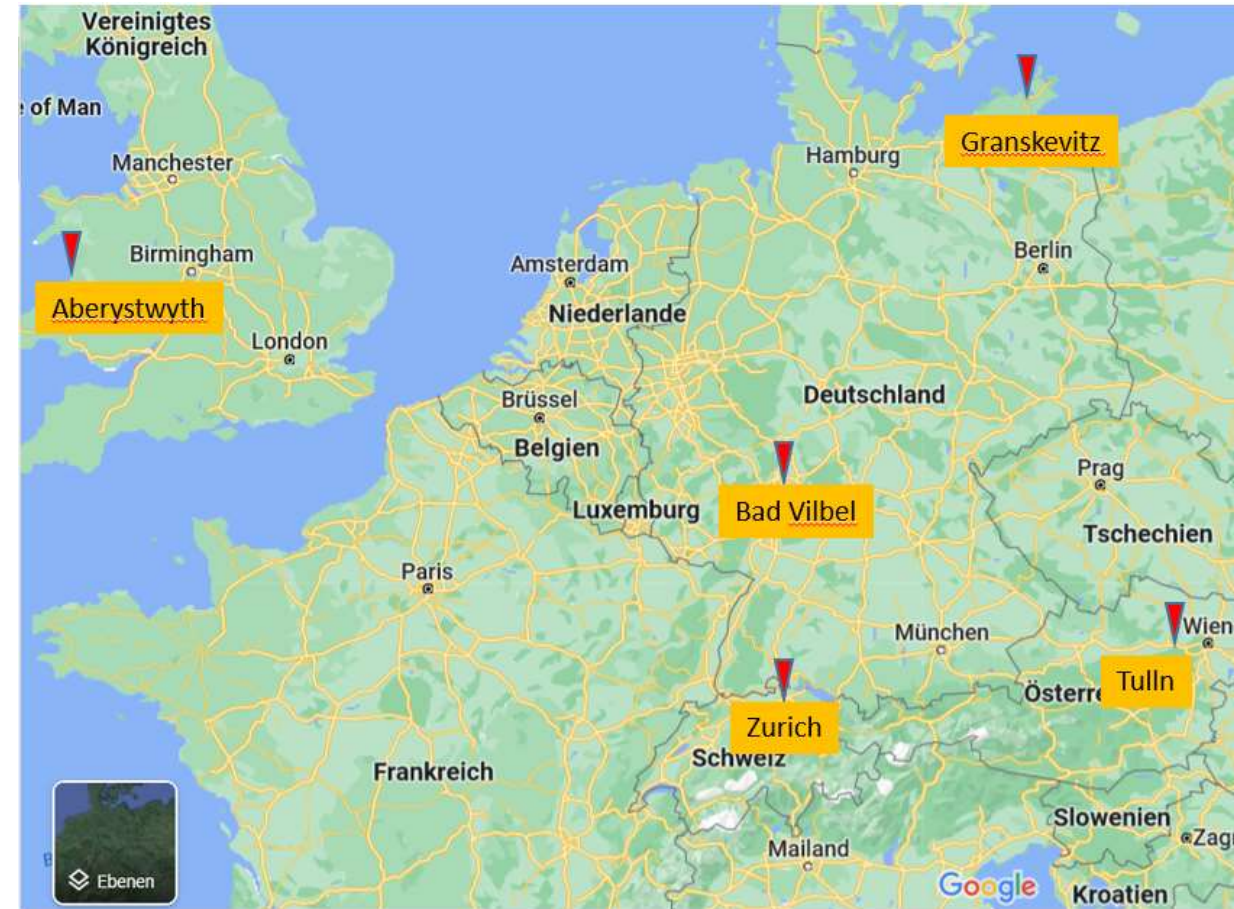 Vereinigtes
Königreich
of Man
Manchester
Birmingham
Aberystwyth
London
Granskevitz
Hamburg
Berlin
Amsterdam
Niederlande
Deutschland
Brüssel
Belgien
Luxemburg
Bad Vilbel
Prag
Tschechien
Paris
München
Wien
Tulln
Österre
Zurich
Schweiz
Frankreich
Slowenien
Zag
Mailand
Kroatien
Ebenen
Google